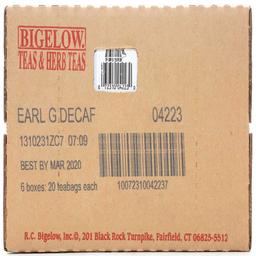 BIGELOW.
TEAS & HERB TEAS
EARL G.DECAF 04223
1310231ZC7 07:09
BEST BY MAR 2020
6 boxes: 20 teabags each 10072310042237
R.C. Bigelow, Inc.©, 201 Black Rock Turnpike, Fairfield, CT 06825-5512